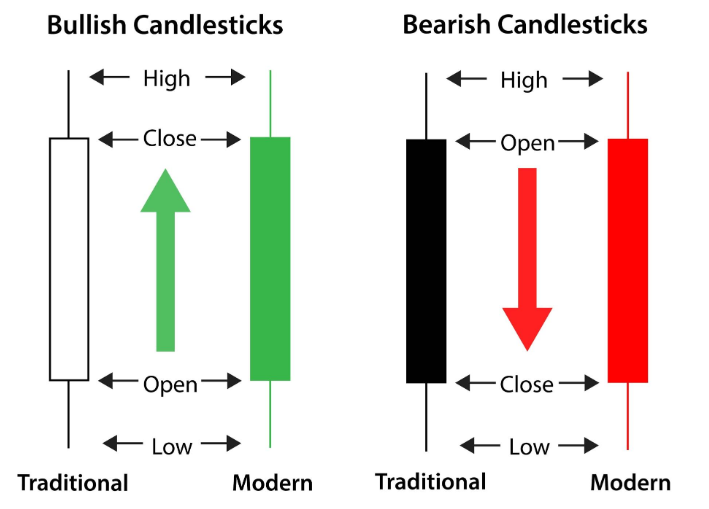 Bullish Candlesticks
High
Close
Open
Low
Traditional
Modern
Bearish Candlesticks
High
Open
Close
Low
Traditional
Modern